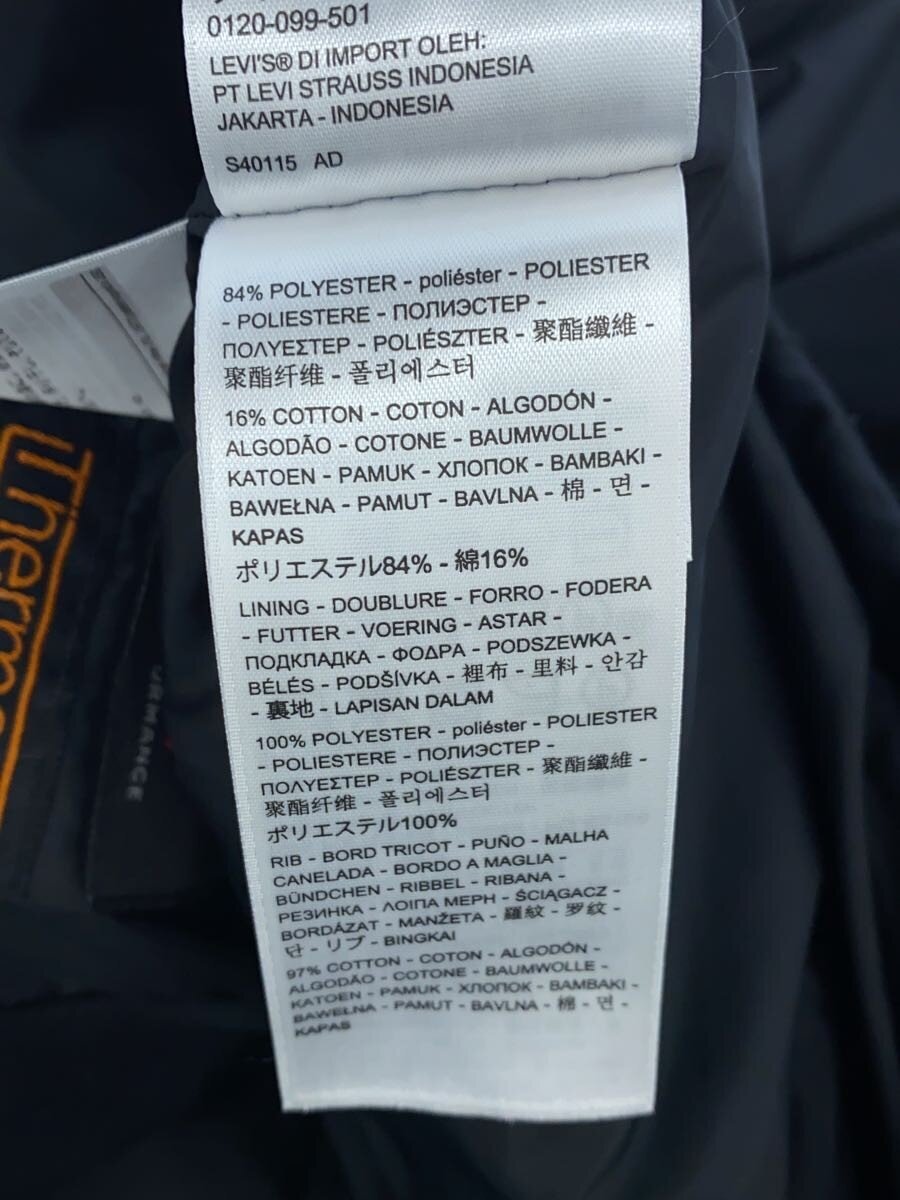 0120-099-501
LEVI'S® DI IMPORT OLEH:
PT LEVI STRAUSS INDONESIA
JAKARTA - INDONESIA
S40115 AD
84% POLYESTER - poliéster - POLIESTER
- POLIESTERE - ПОЛИЭСТЕР -
ΠΟΛΥΕΣΤΕΡ - POLIÉSZTER - 聚酯纖維 -
聚酯纤维 - 폴리에스터
16% COTTON - COTON - ALGODÓN -
ALGODÃO - COTONE - BAUMWOLLE -
KATOEN - PAMUK - ХЛОПОК - BAMBAKI -
BAWEŁNA - PAMUT - BAVLNA - 棉 - 면 -
KAPAS
ポリエステル84% - 綿16%
LINING - DOUBLURE - FORRO - FODERA
- FUTTER - VOERING - ASTAR -
ПОДКЛАДКА - ΦΟΔΡΑ - PODSZEWKA -
BÉLÉS - PODŠÍVKA - 裡布 - 里料 - 안감
- 裏地 - LAPISAN DALAM
100% POLYESTER - poliéster - POLIESTER
- POLIESTERE - ПОЛИЭСТЕР -
ΠΟΛΥΕΣΤΕΡ - POLIÉSZTER - 聚酯纖維 -
聚酯纤维 - 폴리에스터
ポリエステル100%
RIB - BORD TRICOT - PUÑO - MALHA
CANELADA - BORDO A MAGLIA -
BÜNDCHEN - RIBBEL - RIBANA -
РЕЗИНКА - ΛΟΙΠΑ ΜΕΡΗ - ŚCIĄGACZ -
BORDÁZAT - MANŽETA - 羅紋 - 罗纹 -
단 - リブ - BINGKAI
97% COTTON - COTON - ALGODÓN -
ALGODÃO - COTONE - BAUMWOLLE -
KATOEN - PAMUK - ХЛОПОК - BAMBAKI -
BAWEŁNA - PAMUT - BAVLNA - 棉 - 면 -
KAPAS